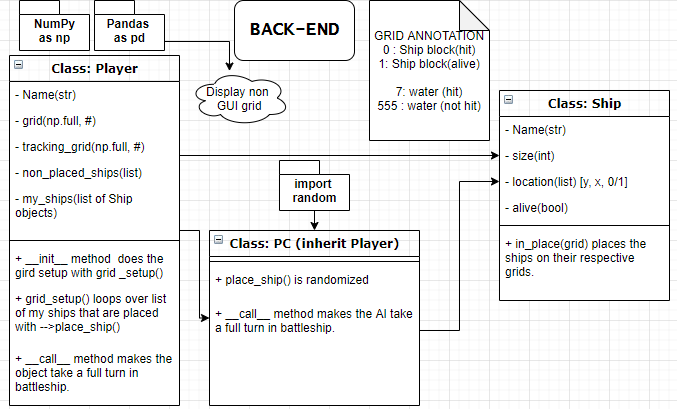 NumPy
as np
Pandas
as pd
BACK-END
GRID ANNOTATION
0 : Ship block(hit)
1: Ship block(alive)
7: water (hit)
555 : water (not hit)
Display non
GUI grid
Class: Player
- Name(str)
- grid(np.full, #)
- tracking_grid(np.full, #)
- non_placed_ships(list)
- my_ships(list of Ship
objects)
+ __init__ method does the
gird setup with grid _setup()
+ grid_setup() loops over list
of my ships that are placed
with -->place_ship()
+ __call__ method makes the
object take a full turn in
battleship.
import
random
Class: PC (inherit Player)
+ place_ship() is randomized
+ __call__ method makes the AI take
a full turn in battleship.
Class: Ship
- Name(str)
- size(int)
- location(list) [y, x, 0/1]
- alive(bool)
+ in_place(grid) places the
ships on their respective
grids.